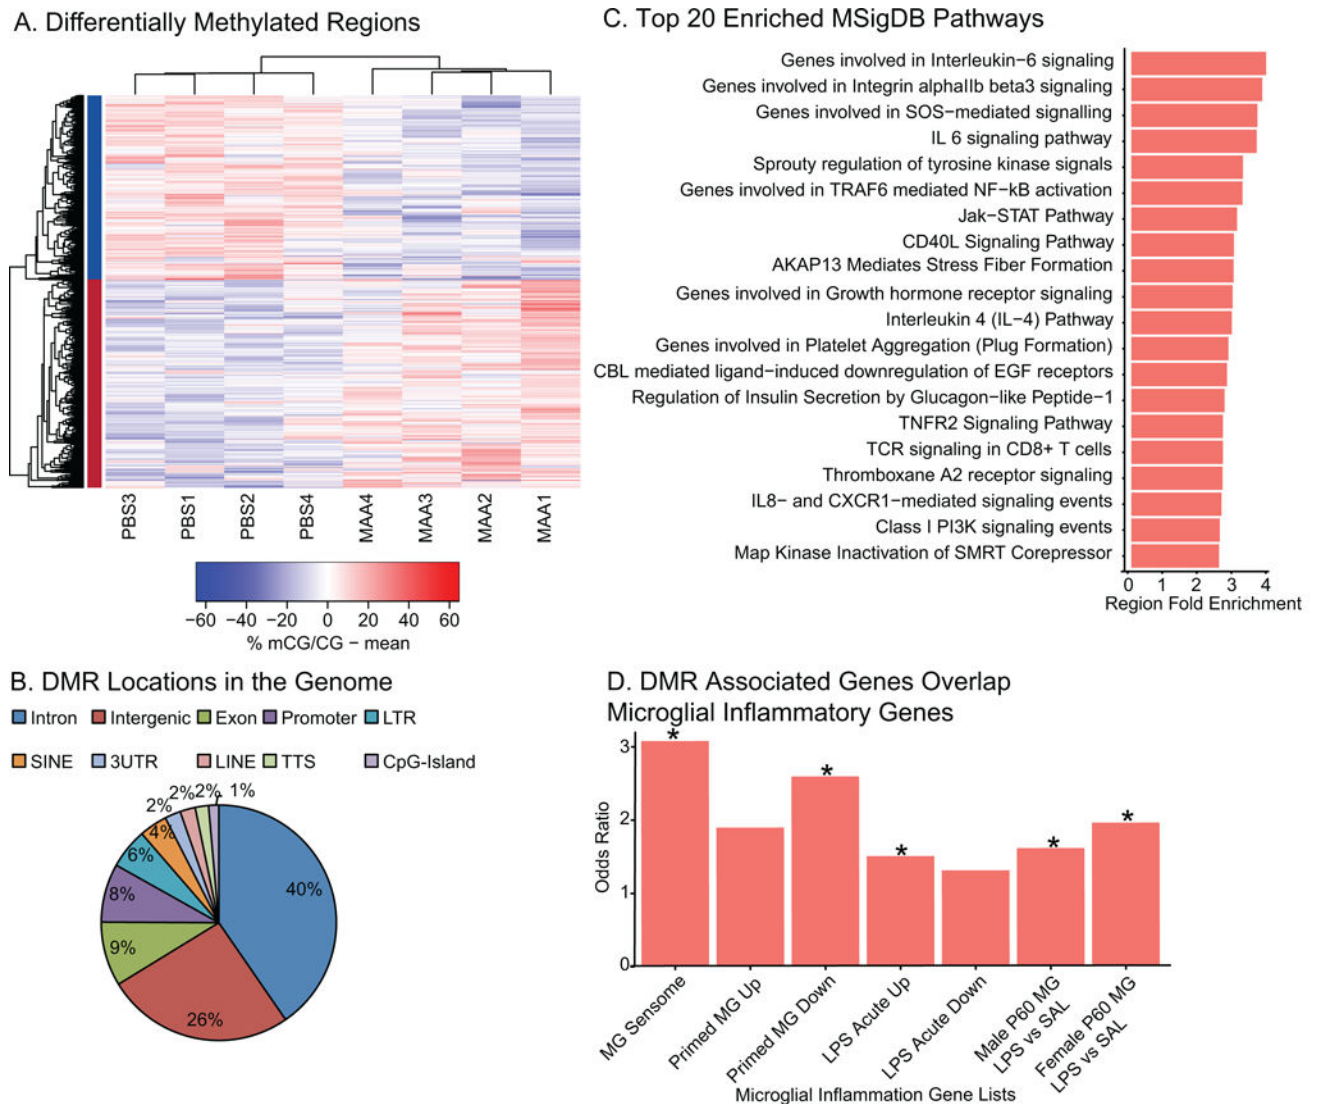 A. Differentially Methylated Regions
PBS3
PBS1
PBS2
PBS4
MAA4
MAA3
MAA2
MAA1
−60 −40 −20 0 20 40 60
% mCG/CG − mean
B. DMR Locations in the Genome
Intron Intergenic Exon Promoter LTR
SINE 3UTR LINE TTS CpG-Island
40%
26%
9%
8%
6%
4%
2%
2%
2%
1%
C. Top 20 Enriched MSigDB Pathways
Genes involved in Interleukin−6 signaling
Genes involved in Integrin alphaIIb beta3 signaling
Genes involved in SOS−mediated signalling
IL 6 signaling pathway
Sprouty regulation of tyrosine kinase signals
Genes involved in TRAF6 mediated NF−kB activation
Jak−STAT Pathway
CD40L Signaling Pathway
AKAP13 Mediates Stress Fiber Formation
Genes involved in Growth hormone receptor signaling
Interleukin 4 (IL−4) Pathway
Genes involved in Platelet Aggregation (Plug Formation)
CBL mediated ligand−induced downregulation of EGF receptors
Regulation of Insulin Secretion by Glucagon−like Peptide−1
TNFR2 Signaling Pathway
TCR signaling in CD8+ T cells
Thromboxane A2 receptor signaling
IL8− and CXCR1−mediated signaling events
Class I PI3K signaling events
Map Kinase Inactivation of SMRT Corepressor
0 1 2 3 4
Region Fold Enrichment
D. DMR Associated Genes Overlap
Microglial Inflammatory Genes
Odds Ratio
3
2
1
0
* * * * *
MG Sensome
Primed MG Up
Primed MG Down
LPS Acute Up
LPS Acute Down
Male P60 MG
LPS vs SAL
Female P60 MG
LPS vs SAL
Microglial Inflammation Gene Lists